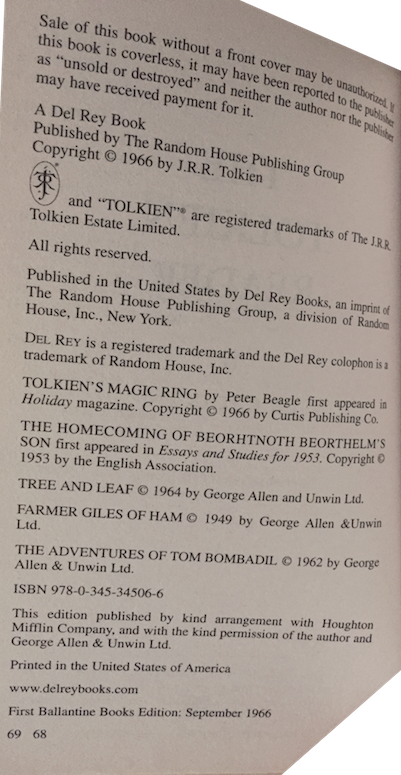 Sale of this book without a front cover may be unauthorized. If
this book is coverless, it may have been reported to the publisher
as “unsold or destroyed” and neither the author nor the publisher
may have received payment for it.
A Del Rey Book
Published by The Random House Publishing Group
Copyright © 1966 by J.R.R. Tolkien
and “TOLKIEN”® are registered trademarks of The J.R.R.
Tolkien Estate Limited.
All rights reserved.
Published in the United States by Del Rey Books, an imprint of
The Random House Publishing Group, a division of Random
House, Inc., New York.
DEL REY is a registered trademark and the Del Rey colophon is a
trademark of Random House, Inc.
TOLKIEN’S MAGIC RING by Peter Beagle first appeared in
Holiday magazine. Copyright © 1966 by Curtis Publishing Co.
THE HOMECOMING OF BEORHTNOTH BEORTHELM’S
SON first appeared in Essays and Studies for 1953. Copyright ©
1953 by the English Association.
TREE AND LEAF © 1964 by George Allen and Unwin Ltd.
FARMER GILES OF HAM © 1949 by George Allen &Unwin
Ltd.
THE ADVENTURES OF TOM BOMBADIL © 1962 by George
Allen & Unwin Ltd.
ISBN 978-0-345-34506-6
This edition published by kind arrangement with Houghton
Mifflin Company, and with the kind permission of the author and
George Allen & Unwin Ltd.
Printed in the United States of America
www.delreybooks.com
First Ballantine Books Edition: September 1966
69 68